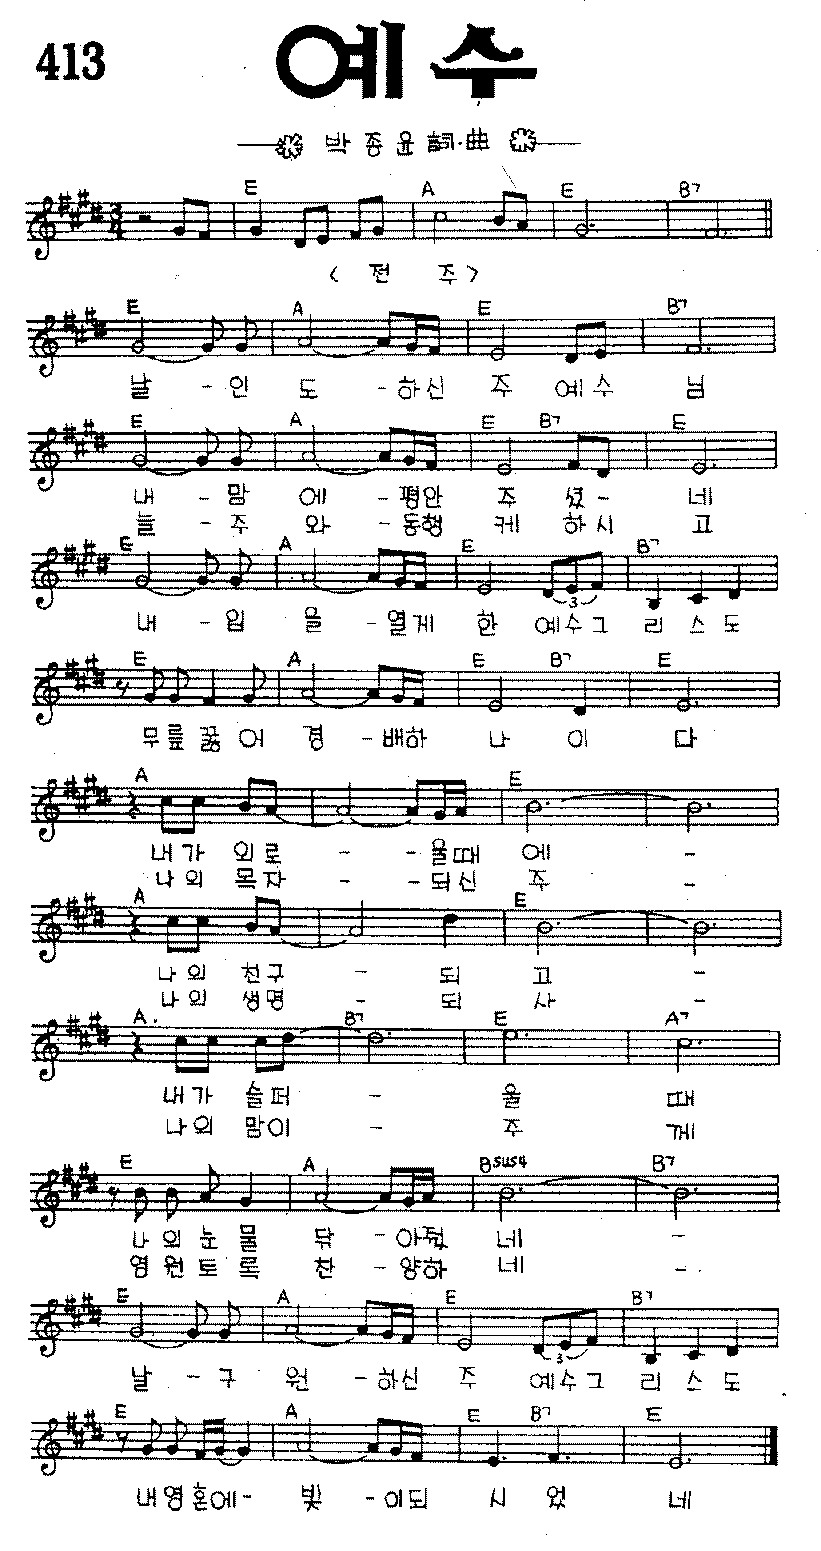 413
예수
박종윤 詞·曲
E A E B7
<전 주>
E A E B7
날 - 인 도 - 하신 주 예수 님
E A E B7 E
내 - 맘 에 - 평안 주 셨 - 네
늘 - 주 와 - 동행 케 하시 고
E A E B7
내 - 입 을 - 열게 한 예수그 리스도
3
E A E B7 E
무릎꿇어 경 - 배하 나 이 다
A E
내가 외로 - - 울때 에 -
나의 목자 - - 되신 주 -
A E
나의 친구 - 되 고 -
나의 생명 - 되 사 -
A B7 E A7
내가 슬퍼 - 울 때
나의 맘이 - 주 께
E A Bsus4 B7
나의눈물 닦 - 아줬 네 -
영원토록 찬 - 양하 네 -
E A E B7
3
날 - 구 원 - 하신 주 예수그 리스도
E A E B7 E
내영혼에 - 빛 - 이되 시 었 네